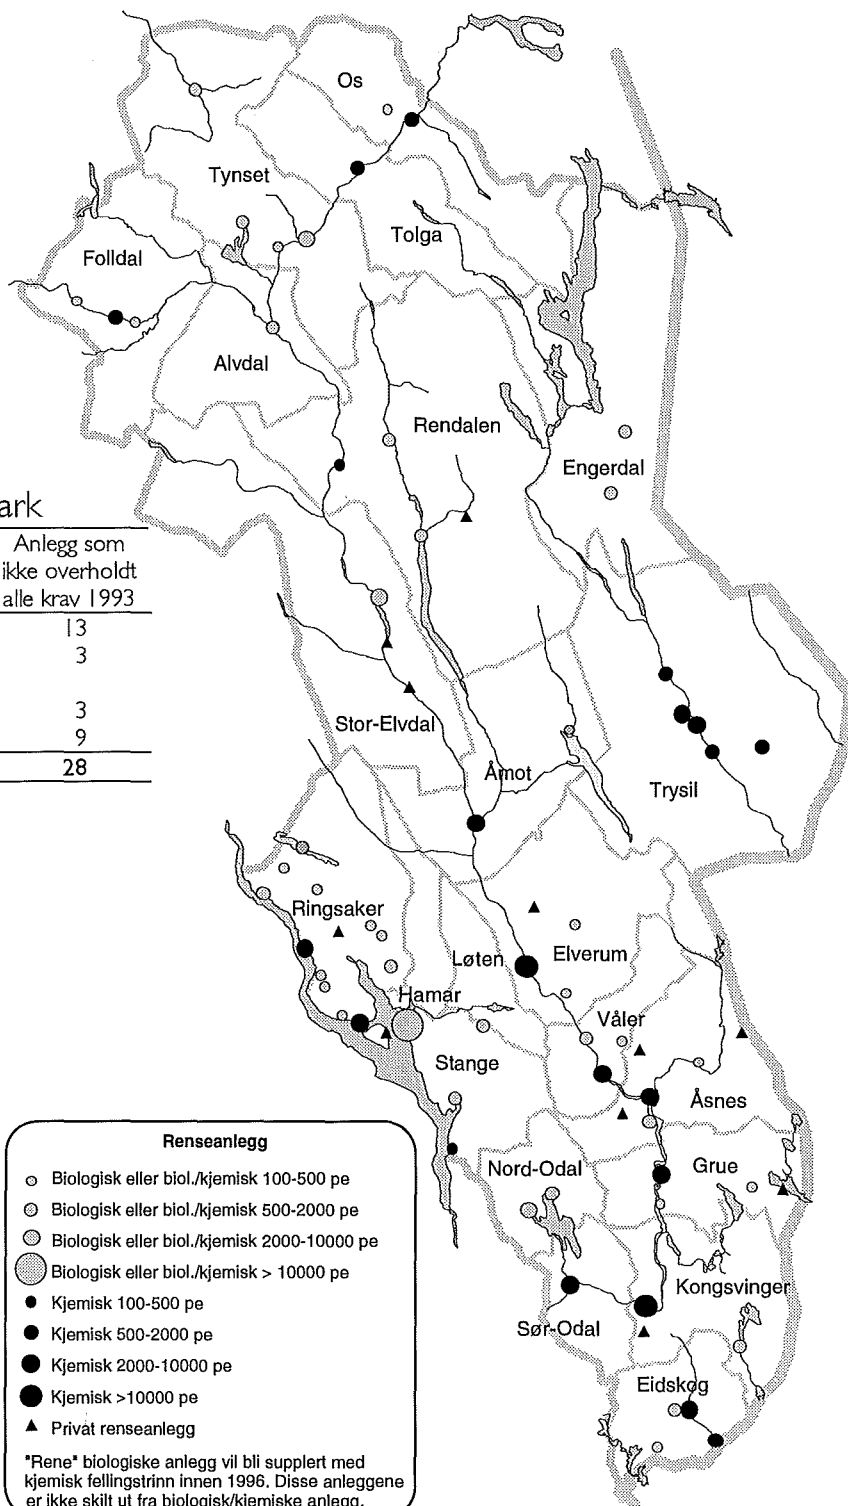 Os
Tynset
Tolga
Folldal
Alvdal
Rendalen
Engerdal
ark
Anlegg som
ikke overholdt
alle krav 1993
13
3
3
9
28
Stor-Elvdal
Åmot
Trysil
Ringsaker
Løten
Elverum
Hamar
Våler
Stange
Åsnes
Nord-Odal
Grue
Kongsvinger
Sør-Odal
Eidskog
Renseanlegg
Biologisk eller biol./kjemisk 100-500 pe
Biologisk eller biol./kjemisk 500-2000 pe
Biologisk eller biol./kjemisk 2000-10000 pe
Biologisk eller biol./kjemisk > 10000 pe
Kjemisk 100-500 pe
Kjemisk 500-2000 pe
Kjemisk 2000-10000 pe
Kjemisk >10000 pe
Privat renseanlegg
"Rene" biologiske anlegg vil bli supplert med
kjemisk fellingstrinn innen 1996. Disse anleggene
er ikke skilt ut fra biologisk/kjemiske anlegg.